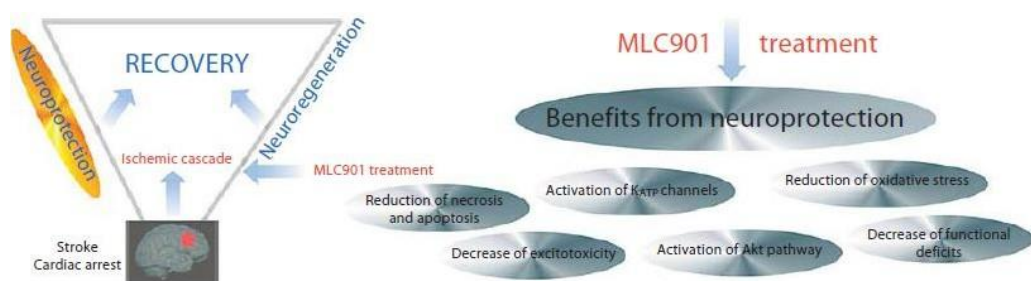 Neuroprotection
RECOVERY
Neuroregeneration
Ischemic cascade
MLC901 treatment
Stroke
Cardiac arrest
MLC901 treatment
Benefits from neuroprotection
Reduction of necrosis
and apoptosis
Activation of KATP channels
Reduction of oxidative stress
Decrease of excitotoxicity
Activation of Akt pathway
Decrease of functional
deficits